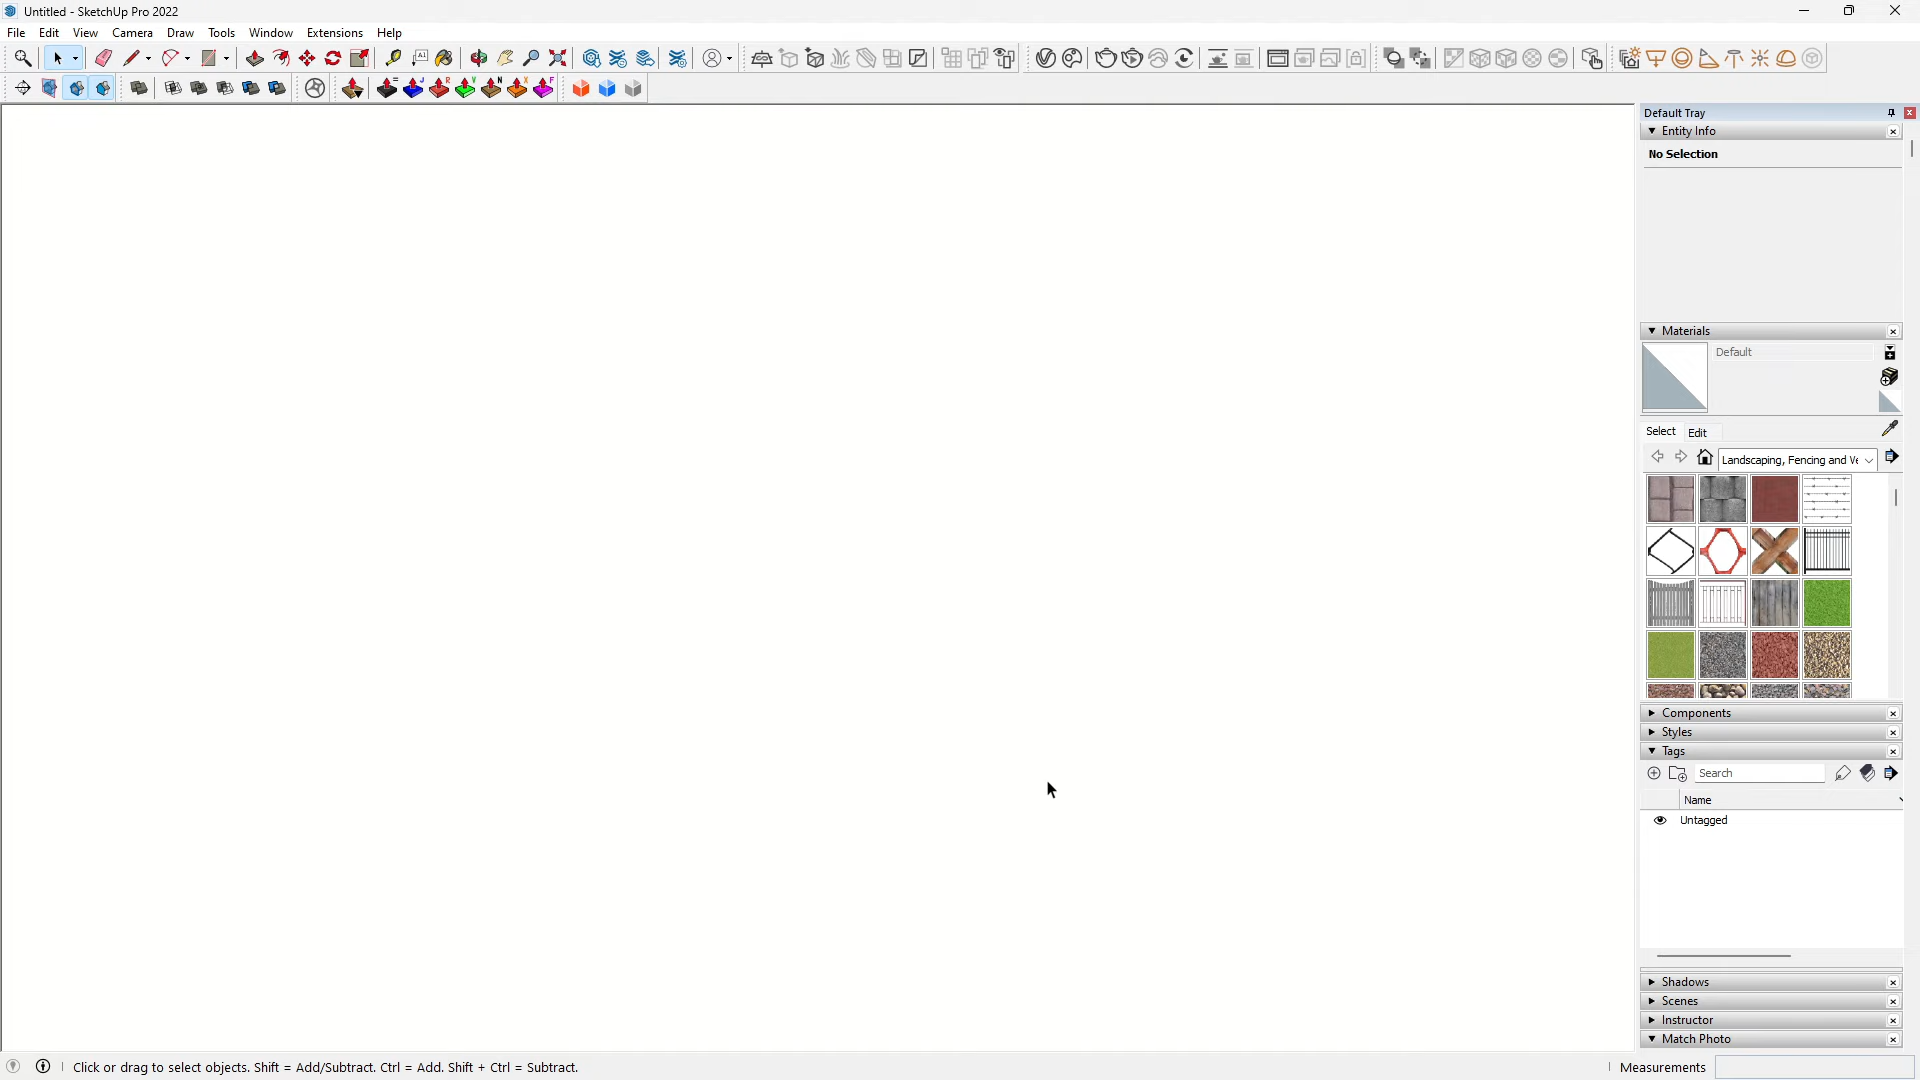 Untitled - SketchUp Pro 2022
File Edit View Camera Draw Tools Window Extensions Help
Default Tray
Entity Info
No Selection
Materials
Default
Select Edit
Landscaping, Fencing and Ve
Components
Styles
Tags
Search
Name
Untagged
Shadows
Scenes
Instructor
Match Photo
Click or drag to select objects. Shift = Add/Subtract. Ctrl = Add. Shift + Ctrl = Subtract.
Measurements